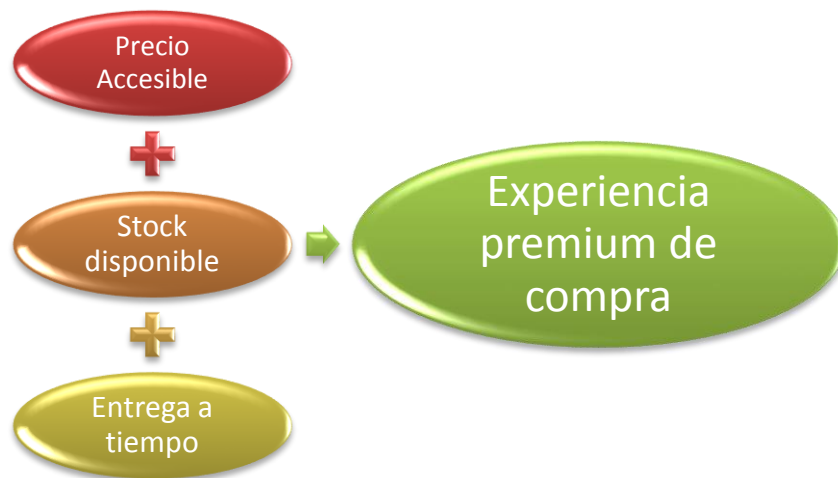 Precio
Accesible
Stock
disponible
Entrega a
tiempo
Experiencia
premium de
compra